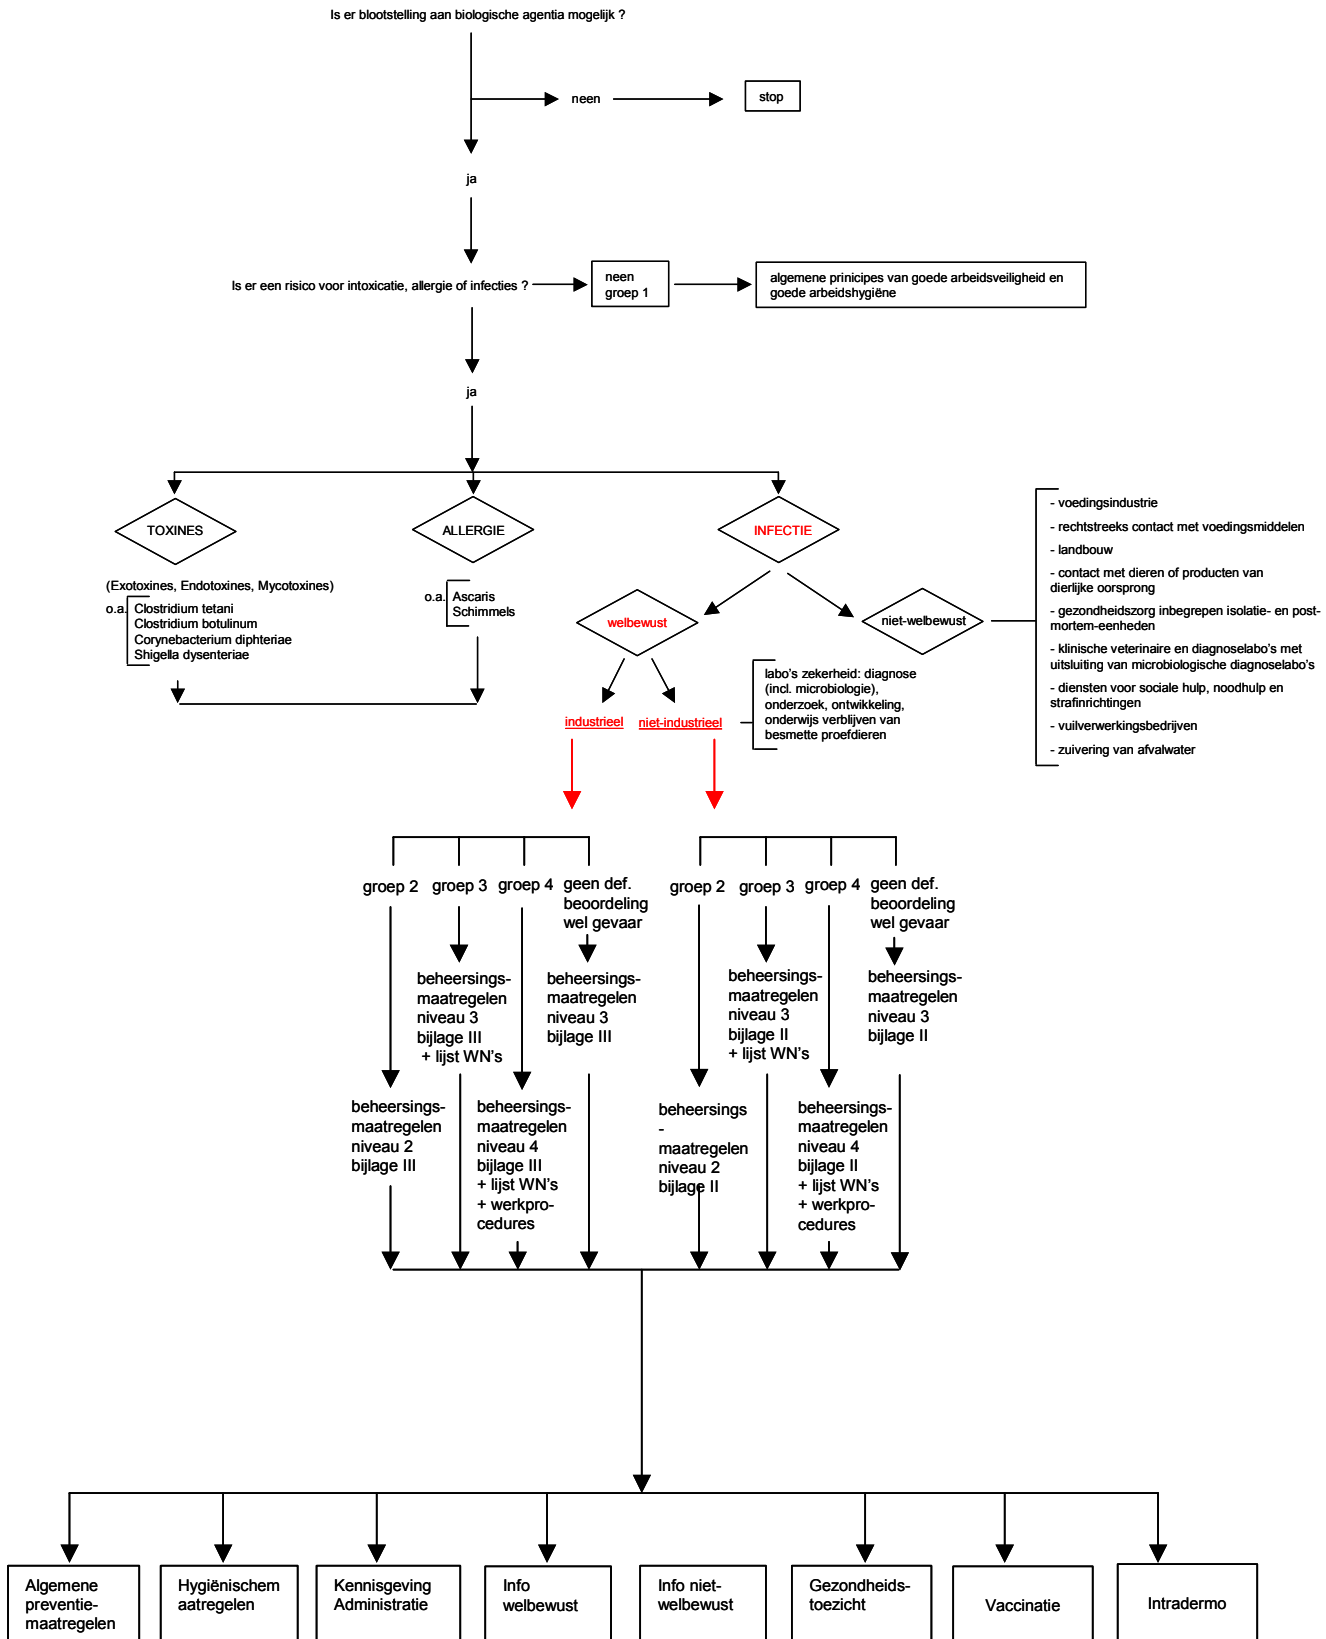 Is er blootstelling aan biologische agentia mogelijk ?
neen
stop
ja
Is er een risico voor intoxicatie, allergie of infecties ?
neen
groep 1
algemene prinicipes van goede arbeidsveiligheid en
goede arbeidshygiëne
ja
TOXINES
ALLERGIE
INFECTIE
(Exotoxines, Endotoxines, Mycotoxines)
o.a.
Clostridium tetani
Clostridium botulinum
Corynebacterium diphteriae
Shigella dysenteriae
o.a.
Ascaris
Schimmels
welbewust
niet-welbewust
- voedingsindustrie
- rechtstreeks contact met voedingsmiddelen
- landbouw
- contact met dieren of producten van
dierlijke oorsprong
- gezondheidszorg inbegrepen isolatie- en post-
mortem-eenheden
- klinische veterinaire en diagnoselabo's met
uitsluiting van microbiologische diagnoselabo's
- diensten voor sociale hulp, noodhulp en
strafinrichtingen
- vuilverwerkingsbedrijven
- zuivering van afvalwater
industrieel
niet-industrieel
labo's zekerheid: diagnose
(incl. microbiologie),
onderzoek, ontwikkeling,
onderwijs verblijven van
besmette proefdieren
groep 2
groep 3
groep 4
geen def.
beoordeling
wel gevaar
groep 2
groep 3
groep 4
geen def.
beoordeling
wel gevaar
beheersings-
maatregelen
niveau 3
bijlage III
+ lijst WN's
beheersings-
maatregelen
niveau 3
bijlage III
beheersings-
maatregelen
niveau 3
bijlage II
+ lijst WN's
beheersings-
maatregelen
niveau 3
bijlage II
beheersings-
maatregelen
niveau 2
bijlage III
beheersings-
maatregelen
niveau 4
bijlage III
+ lijst WN's
+ werkpro-
cedures
beheersings
-
maatregelen
niveau 2
bijlage II
beheersings-
maatregelen
niveau 4
bijlage II
+ lijst WN's
+ werkpro-
cedures
Algemene
preventie-
maatregelen
Hygiënischem
aatregelen
Kennisgeving
Administratie
Info
welbewust
Info niet-
welbewust
Gezondheids-
toezicht
Vaccinatie
Intradermo